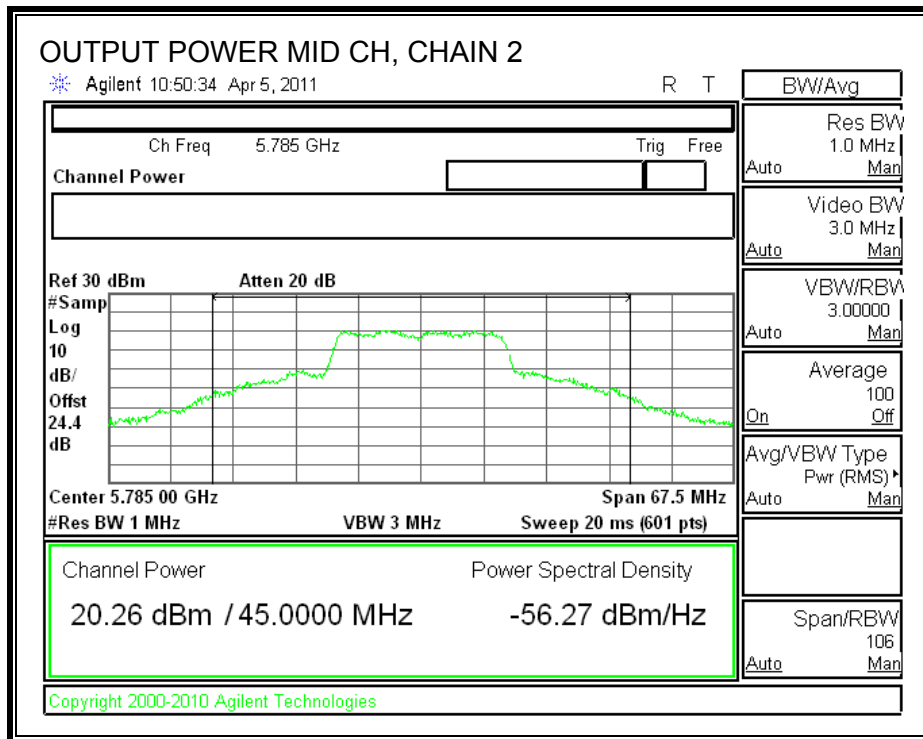 OUTPUT POWER MID CH, CHAIN 2
Agilent 10:50:34 Apr 5, 2011 R T
Ch Freq 5.785 GHz Trig Free
Channel Power
Ref 30 dBm Atten 20 dB
#Samp
Log
10
dB/
Offst
24.4
dB
Center 5.785 00 GHz Span 67.5 MHz
#Res BW 1 MHz VBW 3 MHz Sweep 20 ms (601 pts)
Channel Power Power Spectral Density
20.26 dBm / 45.0000 MHz -56.27 dBm/Hz
Copyright 2000-2010 Agilent Technologies
BW/Avg
Res BW
1.0 MHz
Auto Man
Video BW
3.0 MHz
Auto Man
VBW/RBW
3.00000
Auto Man
Average
100
On Off
Avg/VBW Type
Pwr (RMS)
Auto Man
Span/RBW
106
Auto Man